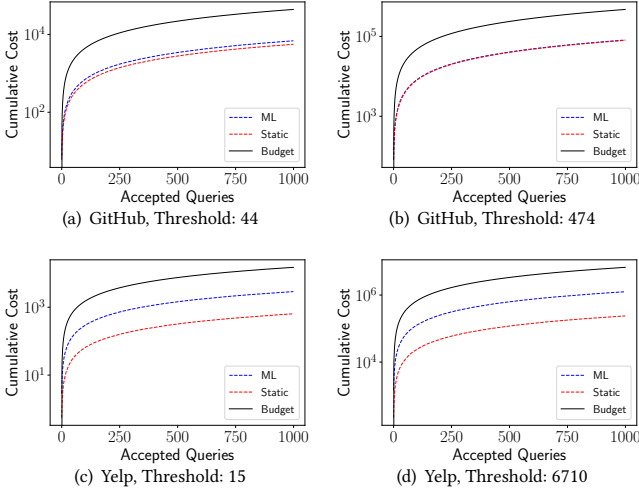 Cumulative Cost
10^4
10^2
ML
Static
Budget
0 250 500 750 1000
Accepted Queries
(a) GitHub, Threshold: 44
Cumulative Cost
10^5
10^3
ML
Static
Budget
0 250 500 750 1000
Accepted Queries
(b) GitHub, Threshold: 474
Cumulative Cost
10^3
10^1
ML
Static
Budget
0 250 500 750 1000
Accepted Queries
(c) Yelp, Threshold: 15
Cumulative Cost
10^6
10^4
ML
Static
Budget
0 250 500 750 1000
Accepted Queries
(d) Yelp, Threshold: 6710